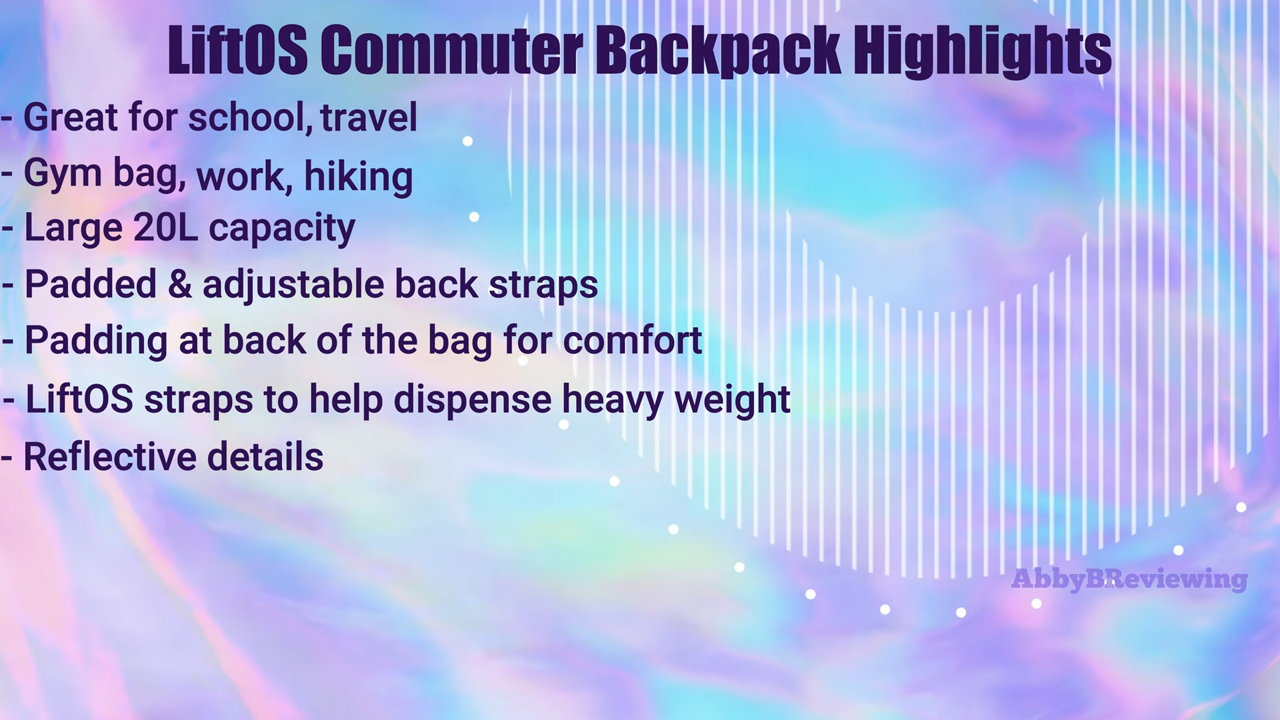 LiftOS Commuter Backpack Highlights
- Great for school, travel
- Gym bag, work, hiking
- Large 20L capacity
- Padded & adjustable back straps
- Padding at back of the bag for comfort
- LiftOS straps to help dispense heavy weight
- Reflective details
AbbyBReviewing